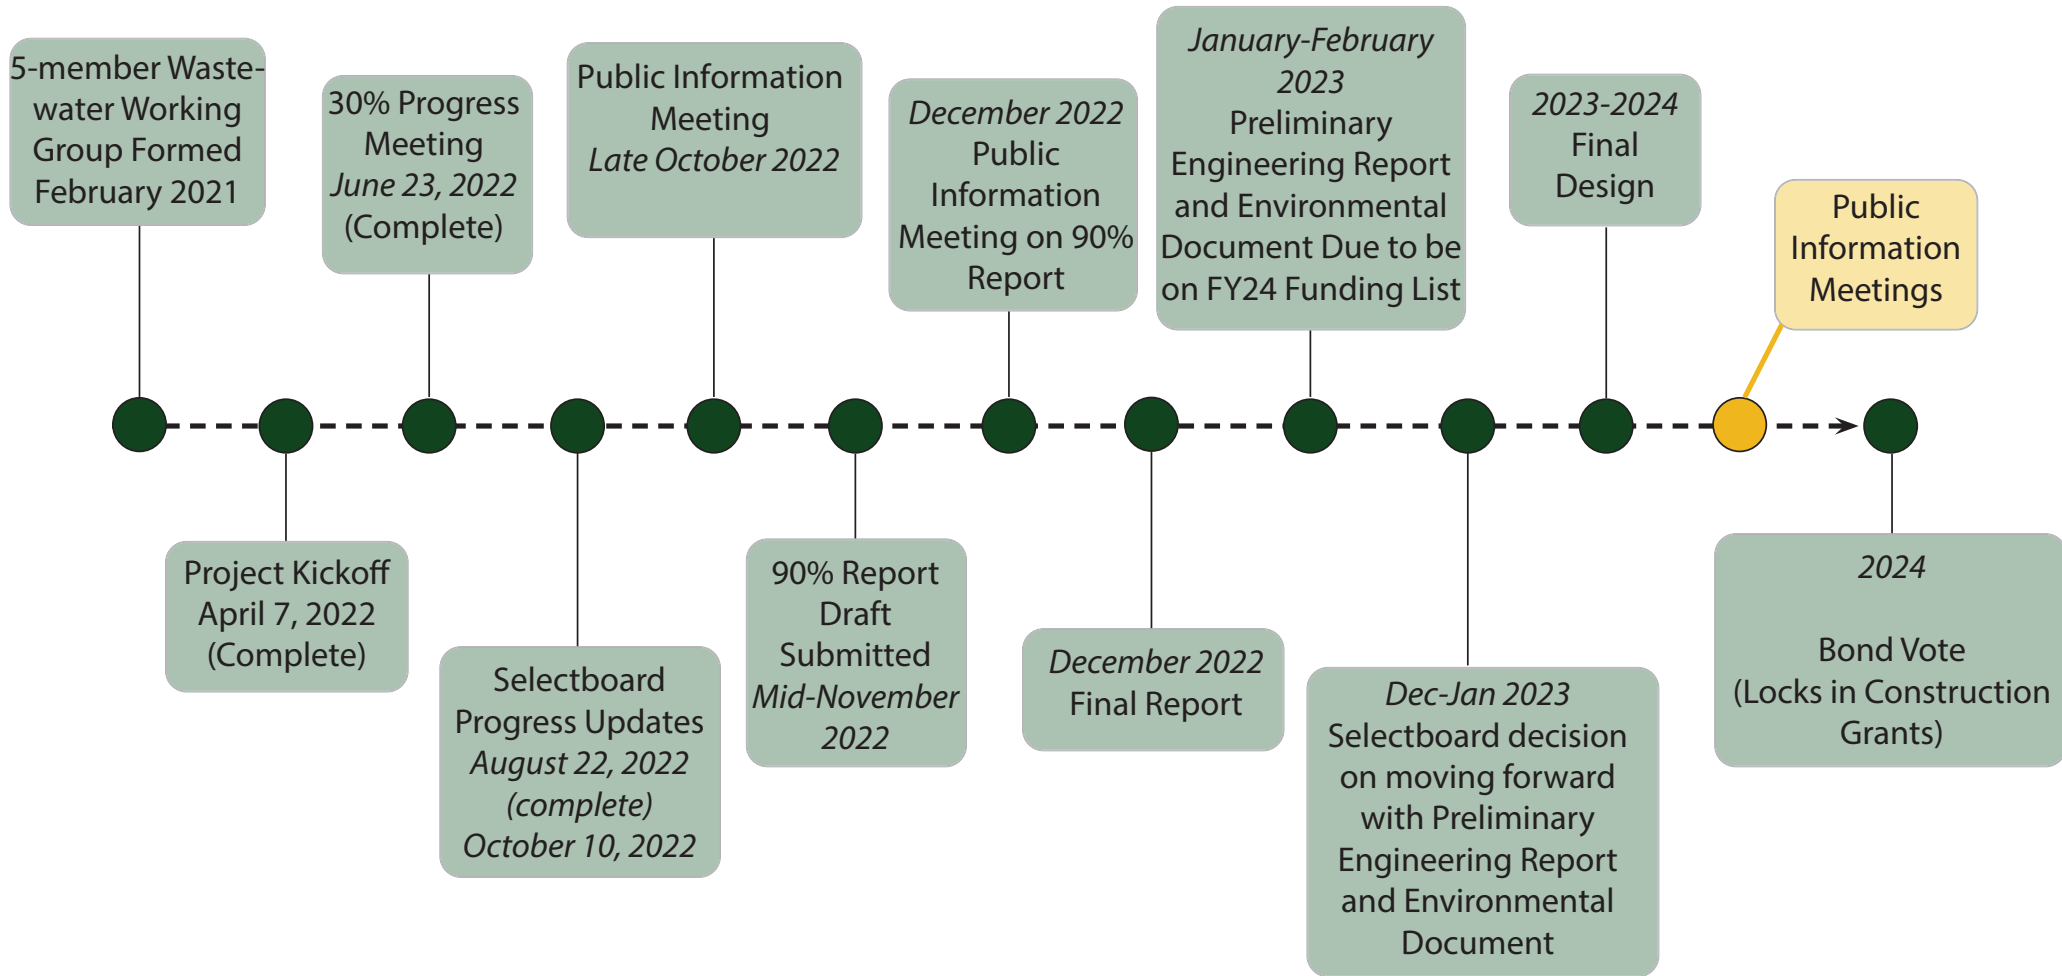 5-member Waste-
water Working
Group Formed
February 2021
Project Kickoff
April 7, 2022
(Complete)
30% Progress
Meeting
June 23, 2022
(Complete)
Selectboard
Progress Updates
August 22, 2022
(complete)
October 10, 2022
Public Information
Meeting
Late October 2022
90% Report
Draft
Submitted
Mid-November
2022
December 2022
Public
Information
Meeting on 90%
Report
December 2022
Final Report
January-February
2023
Preliminary
Engineering Report
and Environmental
Document Due to be
on FY24 Funding List
Dec-Jan 2023
Selectboard decision
on moving forward
with Preliminary
Engineering Report
and Environmental
Document
2023-2024
Final
Design
Public
Information
Meetings
2024
Bond Vote
(Locks in Construction
Grants)